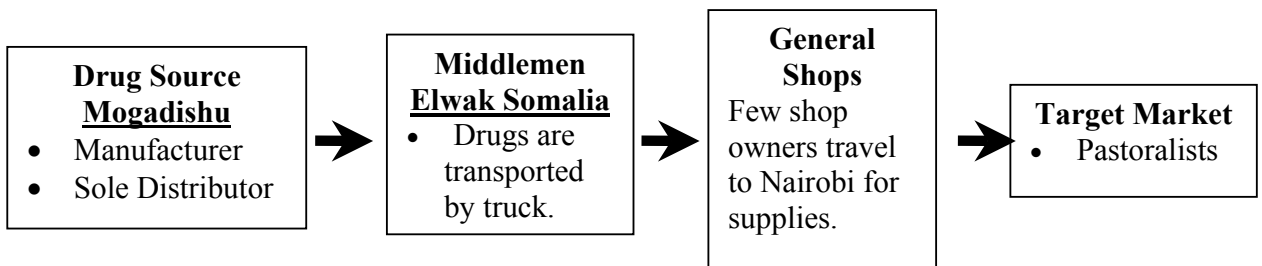 Drug Source
Mogadishu
• Manufacturer
• Sole Distributor
Middlemen
Elwak Somalia
• Drugs are
transported
by truck.
General
Shops
Few shop
owners travel
to Nairobi for
supplies.
Target Market
• Pastoralists